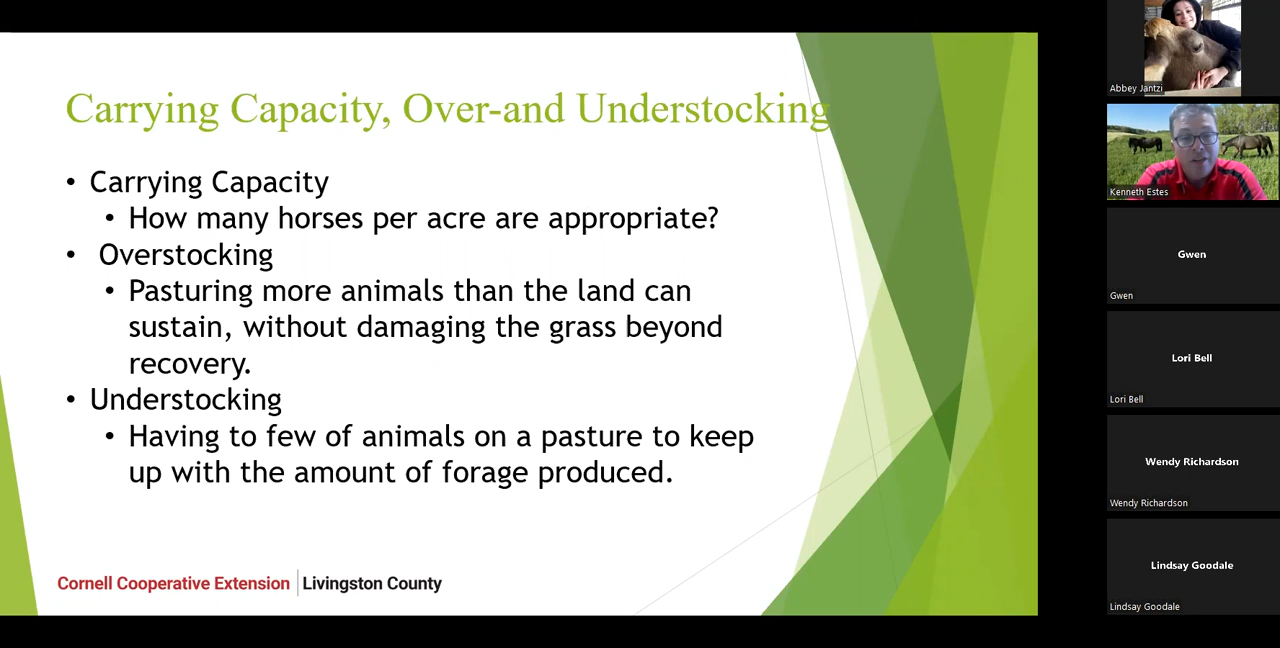 Carrying Capacity, Over-and Understocking
• Carrying Capacity
• How many horses per acre are appropriate?
• Overstocking
• Pasturing more animals than the land can
sustain, without damaging the grass beyond
recovery.
• Understocking
• Having to few of animals on a pasture to keep
up with the amount of forage produced.
Cornell Cooperative Extension | Livingston County
Abbey Jantzi
Kenneth Estes
Gwen
Gwen
Lori Bell
Lori Bell
Wendy Richardson
Wendy Richardson
Lindsay Goodale
Lindsay Goodale